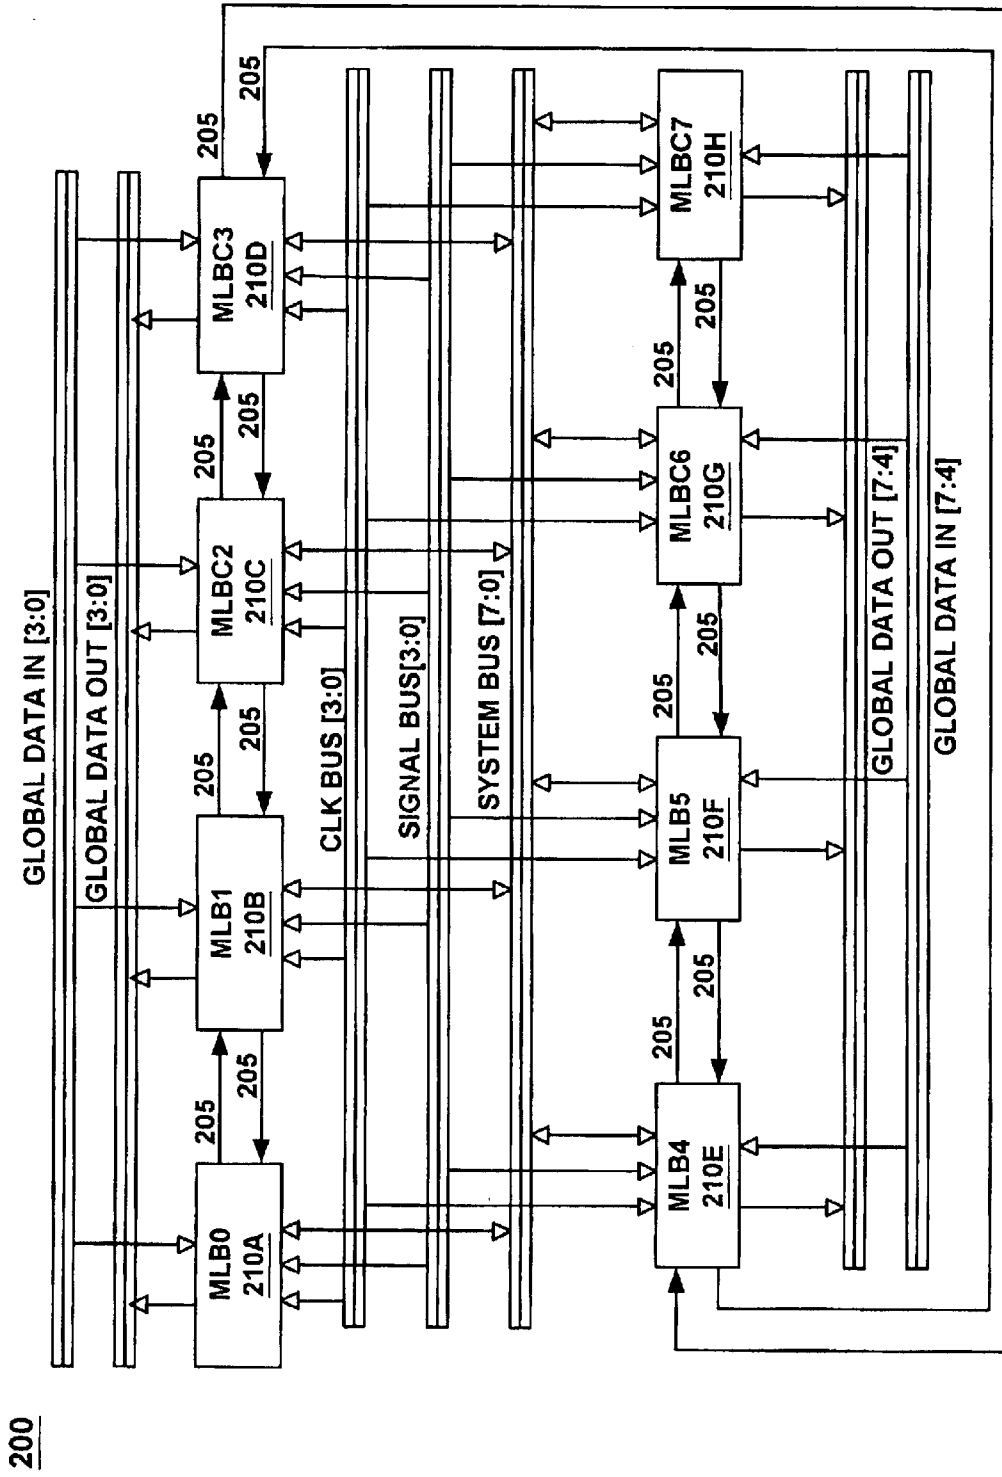 200
GLOBAL DATA IN [3:0]
GLOBAL DATA OUT [3:0]
MLB0
210A
205
205
MLB1
210B
205
205
MLBC2
210C
205
205
MLBC3
210D
205
205
CLK BUS [3:0]
SIGNAL BUS[3:0]
SYSTEM BUS [7:0]
MLB4
210E
205
205
MLB5
210F
205
205
MLBC6
210G
205
205
MLBC7
210H
GLOBAL DATA OUT [7:4]
GLOBAL DATA IN [7:4]